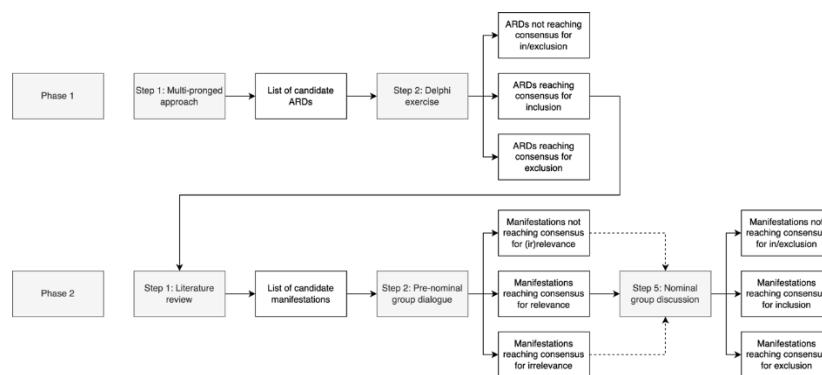 ARDs not reaching
consensus for
in/exclusion
Phase 1
Step 1: Multi-pronged
approach
List of candidate
ARDs
Step 2: Delphi
exercise
ARDs reaching
consensus for
inclusion
ARDs reaching
consensus for
exclusion
Manifestations not
reaching consensus
for (ir)relevance
Manifestations not
reaching consensus
for in/exclusion
Phase 2
Step 1: Literature
review
List of candidate
manifestations
Step 2: Pre-nominal
group dialogue
Manifestations
reaching consensus
for relevance
Step 5: Nominal
group discussion
Manifestations
reaching consensus
for inclusion
Manifestations
reaching consensus
for irrelevance
Manifestations
reaching consensus
for exclusion